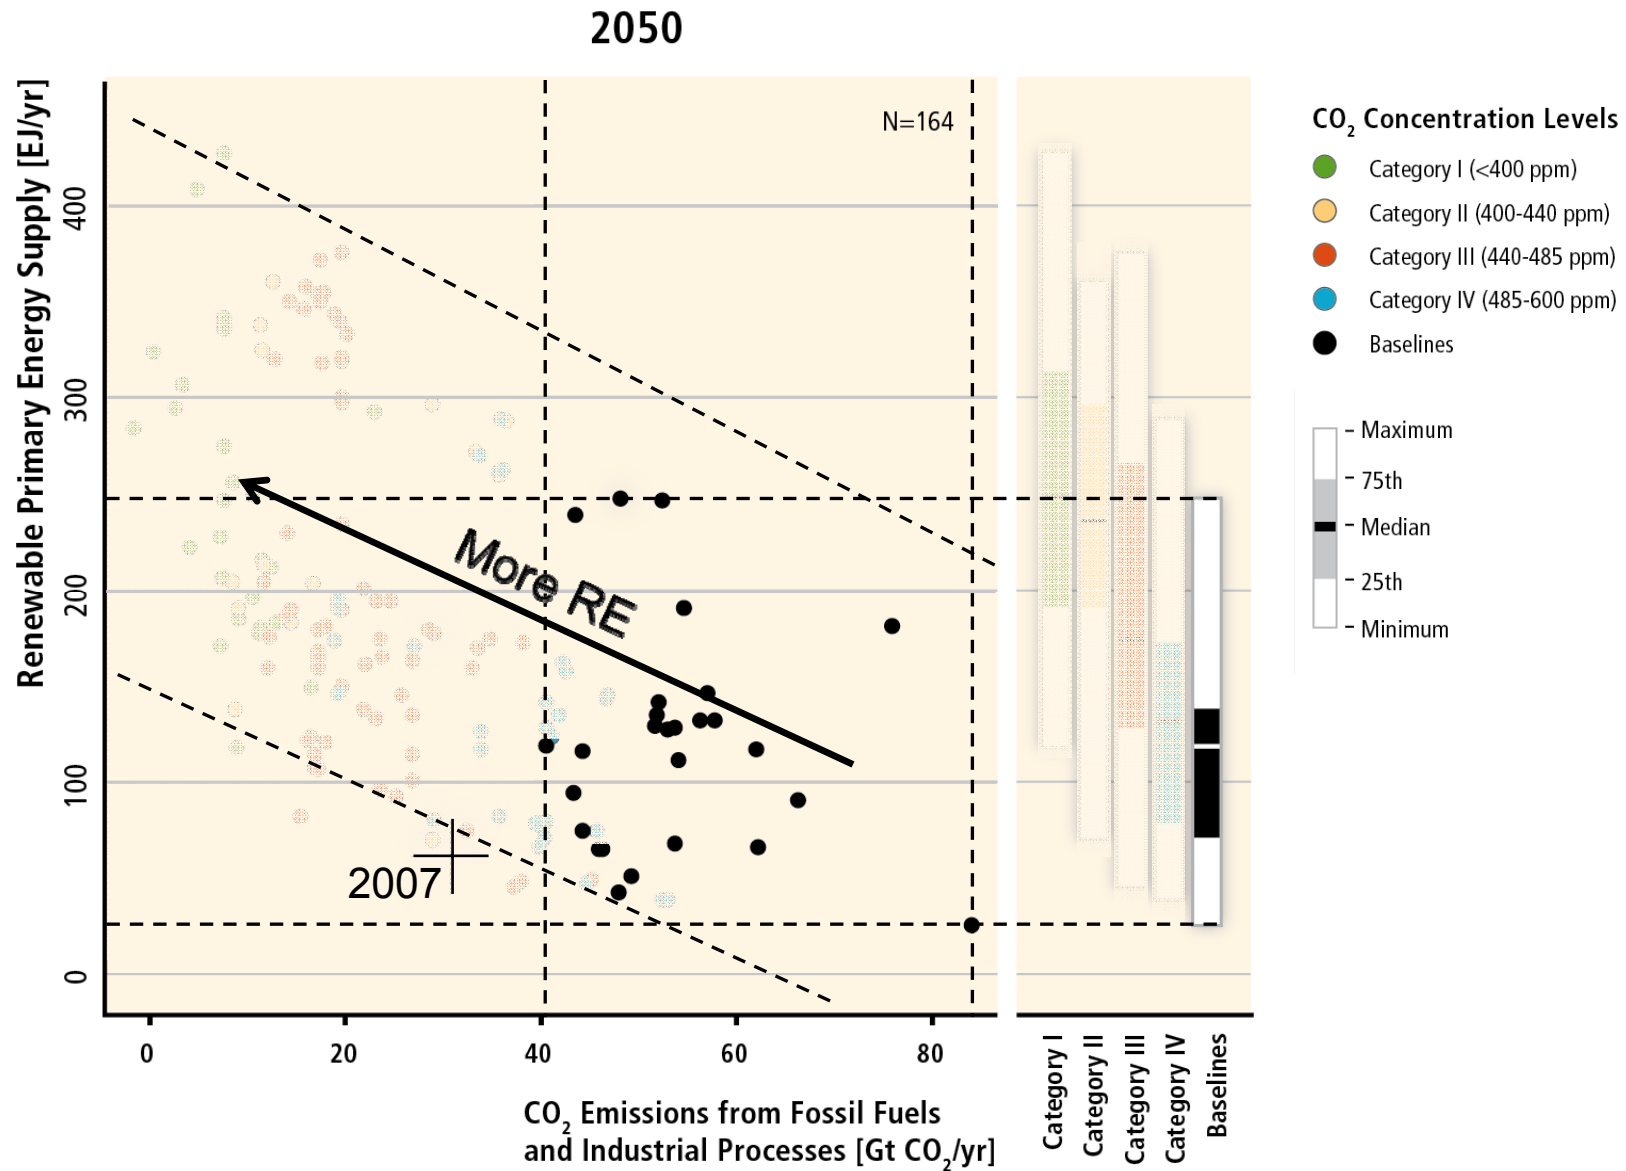 2050
Renewable Primary Energy Supply [EJ/yr]
400
300
200
100
0
N=164
More RE
2007
0 20 40 60 80
CO2 Emissions from Fossil Fuels
and Industrial Processes [Gt CO2/yr]
Category I
Category II
Category III
Category IV
Baselines
CO2 Concentration Levels
Category I (<400 ppm)
Category II (400-440 ppm)
Category III (440-485 ppm)
Category IV (485-600 ppm)
Baselines
Maximum
75th
Median
25th
Minimum